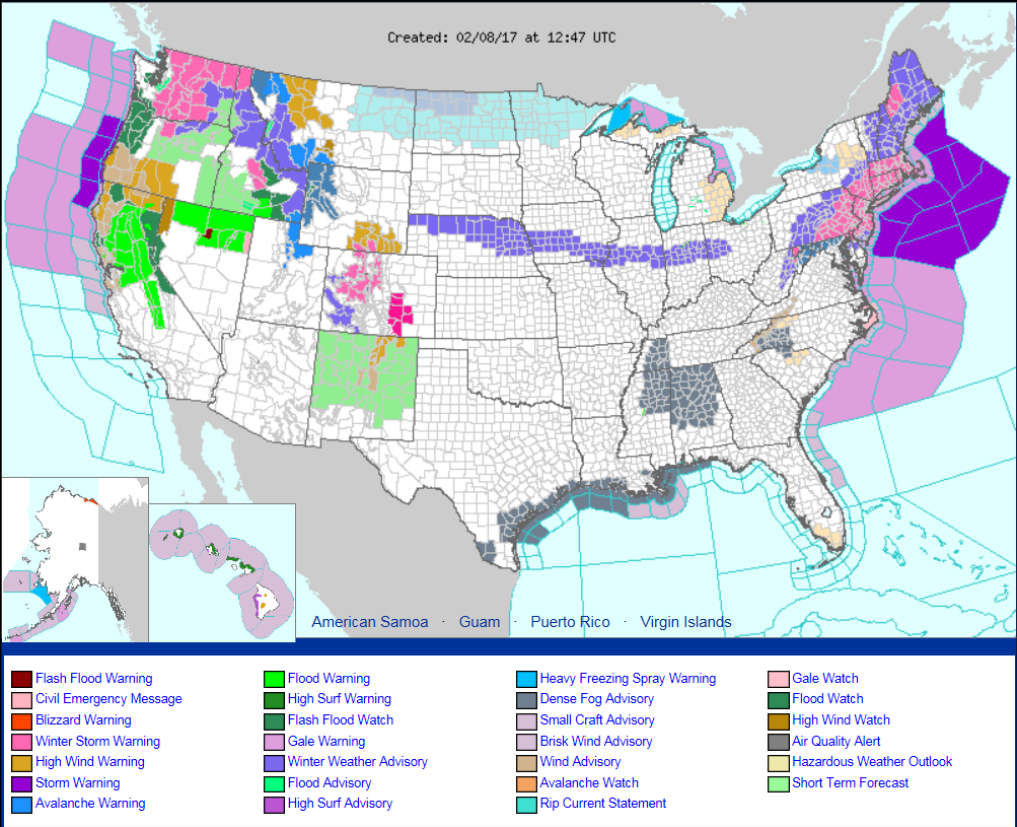 Created: 02/08/17 at 12:47 UTC
American Samoa · Guam · Puerto Rico · Virgin Islands
Flash Flood Warning
Civil Emergency Message
Blizzard Warning
Winter Storm Warning
High Wind Warning
Storm Warning
Avalanche Warning
Flood Warning
High Surf Warning
Flash Flood Watch
Gale Warning
Winter Weather Advisory
Flood Advisory
High Surf Advisory
Heavy Freezing Spray Warning
Dense Fog Advisory
Small Craft Advisory
Brisk Wind Advisory
Wind Advisory
Avalanche Watch
Rip Current Statement
Gale Watch
Flood Watch
High Wind Watch
Air Quality Alert
Hazardous Weather Outlook
Short Term Forecast